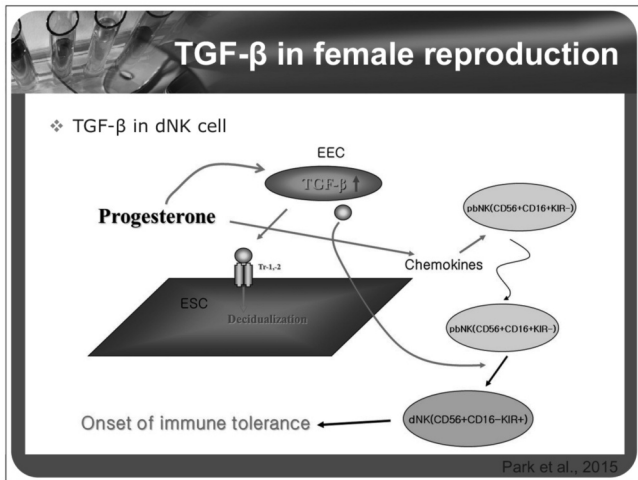 TGF-β in female reproduction
❖ TGF-β in dNK cell
EEC
TGF-β ↑
Progesterone
pbNK(CD56+CD16+KIR-)
Chemokines
Tr-1,-2
ESC
Decidualization
pbNK(CD56+CD16+KIR-)
dNK(CD56+CD16-KIR+)
Onset of immune tolerance
Park et al., 2015